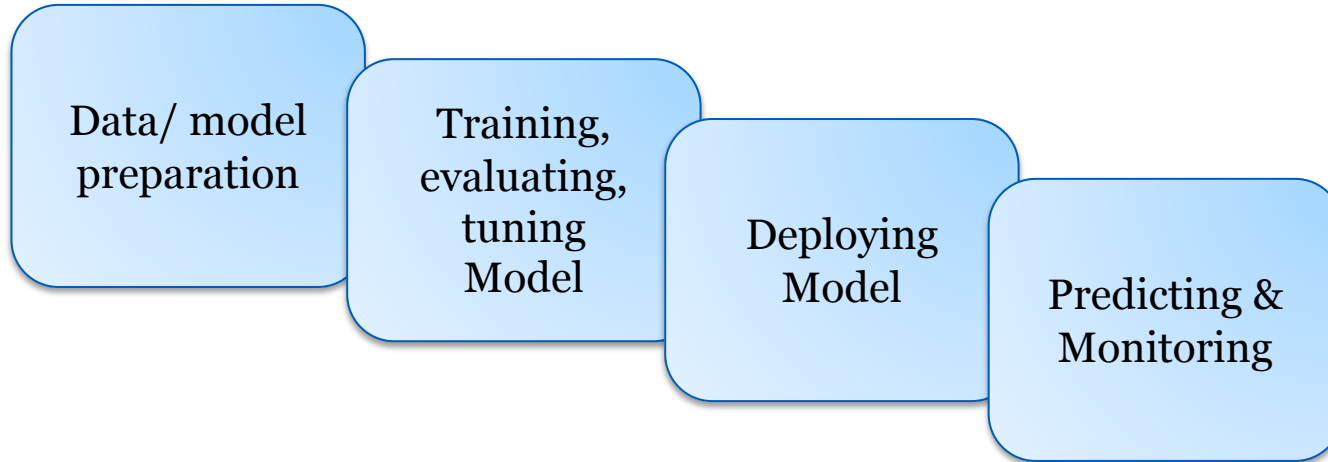 Data/ model
preparation
Training,
evaluating,
tuning
Model
Deploying
Model
Predicting &
Monitoring